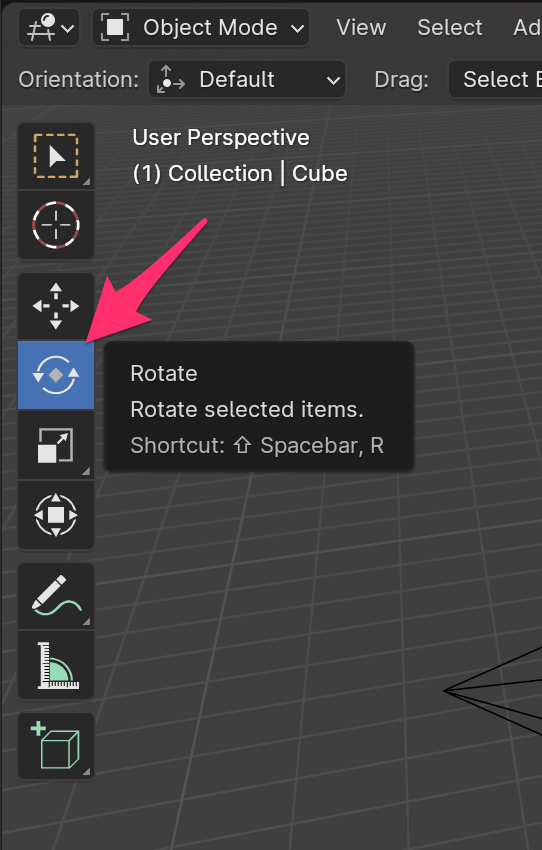 Object Mode View Select Ad
Orientation: Default Drag: Select E
User Perspective
(1) Collection | Cube
Rotate
Rotate selected items.
Shortcut: ⇧ Spacebar, R